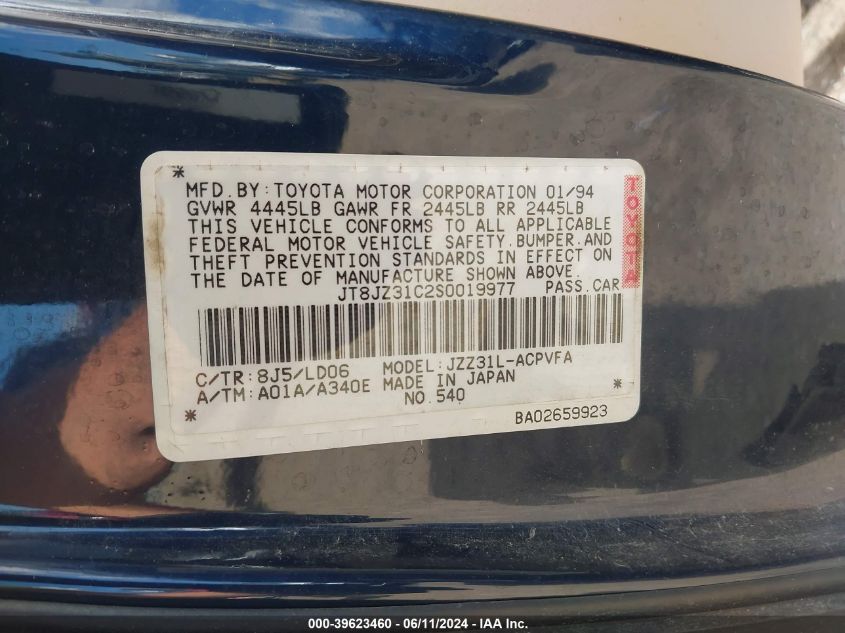 * MFD. BY: TOYOTA MOTOR CORPORATION 01/94
GVWR 4445LB GAWR FR 2445LB RR 2445LB
THIS VEHICLE CONFORMS TO ALL APPLICABLE
FEDERAL MOTOR VEHICLE SAFETY. BUMPER. AND
THEFT PREVENTION STANDARDS IN EFFECT ON
THE DATE OF MANUFACTURE SHOWN ABOVE.
TOYOTA
JT8JZ31C2S0019977 PASS. CAR
C/TR: 8J5/LD06 MODEL: JZZ31L-ACPVFA
A/TM: A01A/A340E MADE IN JAPAN *
* NO. 540 BA02659923
000-39623460 - 06/11/2024 - IAAI.COM